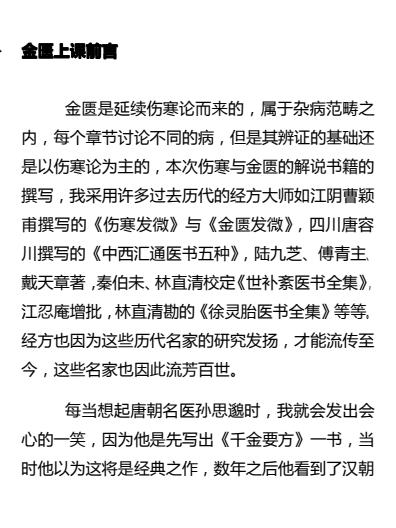 金匮上课前言
金匮是延续伤寒论而来的，属于杂病范畴之
内，每个章节讨论不同的病，但是其辨证的基础还
是以伤寒论为主的，本次伤寒与金匮的解说书籍的
撰写，我采用许多过去历代的经方大师如江阴曹颖
甫撰写的《伤寒发微》与《金匮发微》，四川唐容
川撰写的《中西汇通医书五种》，陆九芝、傅青主、
戴天章著，秦伯未、林直清校定《世补斋医书全集》，
江忍庵增批，林直清勘的《徐灵胎医书全集》等等。
经方也因为这些历代名家的研究发扬，才能流传至
今，这些名家也因此流芳百世。
每当想起唐朝名医孙思邈时，我就会发出会
心的一笑，因为他是先写出《千金要方》一书，当
时他以为这将是经典之作，数年之后他看到了汉朝